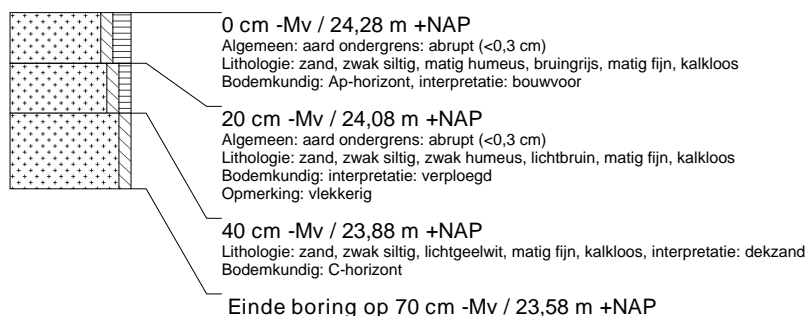 0 cm -Mv / 24,28 m +NAP
Algemeen: aard ondergrens: abrupt (<0,3 cm)
Lithologie: zand, zwak siltig, matig humeus, bruingrijs, matig fijn, kalkloos
Bodemkundig: Ap-horizont, interpretatie: bouwvoor
20 cm -Mv / 24,08 m +NAP
Algemeen: aard ondergrens: abrupt (<0,3 cm)
Lithologie: zand, zwak siltig, zwak humeus, lichtbruin, matig fijn, kalkloos
Bodemkundig: interpretatie: verploegd
Opmerking: vlekkerig
40 cm -Mv / 23,88 m +NAP
Lithologie: zand, zwak siltig, lichtgeelwit, matig fijn, kalkloos, interpretatie: dekzand
Bodemkundig: C-horizont
Einde boring op 70 cm -Mv / 23,58 m +NAP